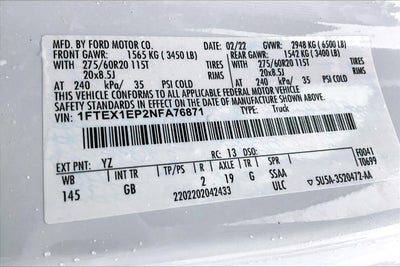 MFD. BY FORD MOTOR CO. 02/22 GVWR: 2948 KG (6500 LB)
FRONT GAWR: 1565 KG (3450 LB) REAR GAWR: 1542 KG (3400 LB)
WITH 275/60R20 115T TIRES WITH 275/60R20 115T TIRES
20x8.5J RIMS 20x8.5J RIMS
AT 240 kPa/ 35 PSI COLD AT 240 kPa/ 35 PSI COLD
THIS VEHICLE CONFORMS TO ALL APPLICABLE FEDERAL MOTOR VEHICLE
SAFETY STANDARDS IN EFFECT ON THE DATE OF MANUFACTURE SHOWN ABOVE.
VIN: 1FTEX1EP2NFA76871 TYPE: Truck
EXT PNT: YZ RC: 13 DSO: F0041
WB INT TR TP/PS R AXLE TR SPR T0699
145 GB 2 19 G SSAA
2202202042433 ULC 5U5A-3520472-AA